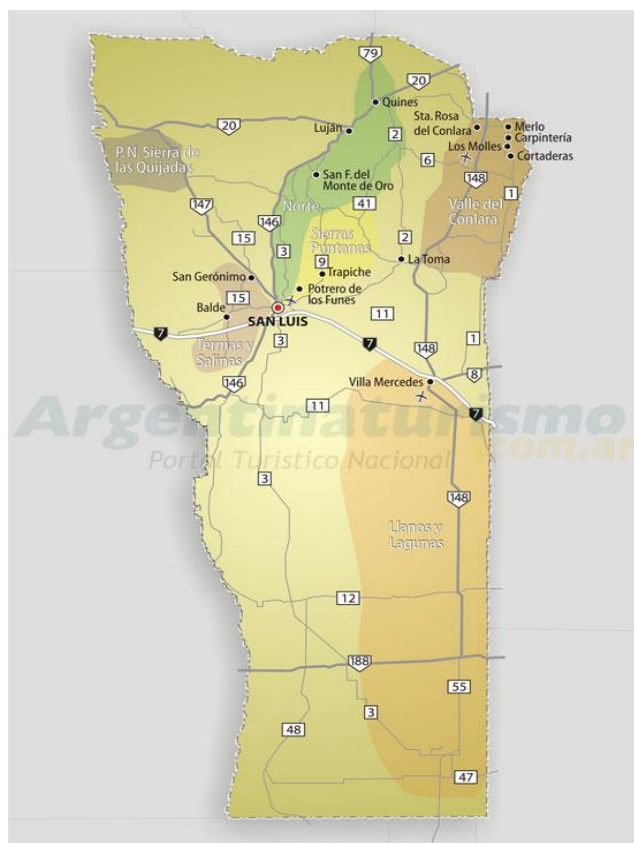 79
20
Quines
Sta. Rosa
del Conlara
Merlo
Carpintería
Los Molles
Cortaderas
20
Luján
2
6
P. N. Sierra de
las Quijadas
San F. del
Monte de Oro
148
1
147
Norte
41
146
Sierras
Puntanas
Valle del
Conlara
15
3
2
9
La Toma
San Gerónimo
Trapiche
15
Potrero de
los Funes
Balde
SAN LUIS
11
7
Termas y
Salinas
3
7
148
1
146
Villa Mercedes
8
11
7
Argentinaturismo
.com.ar
Portal Turistico Nacional
3
148
Llanos y
Lagunas
12
188
55
3
48
47